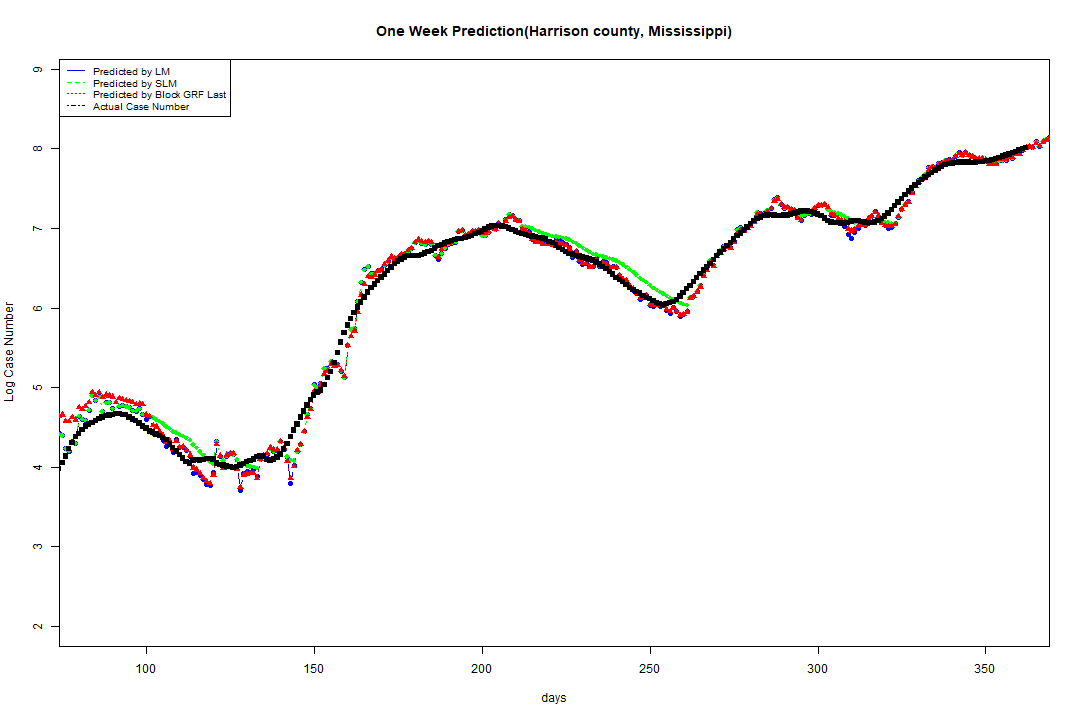 One Week Prediction(Harrison county, Mississippi)
Predicted by LM
Predicted by SLM
Predicted by Block GRF Last
Actual Case Number
9
8
7
6
5
4
3
2
Log Case Number
100 150 200 250 300 350
days